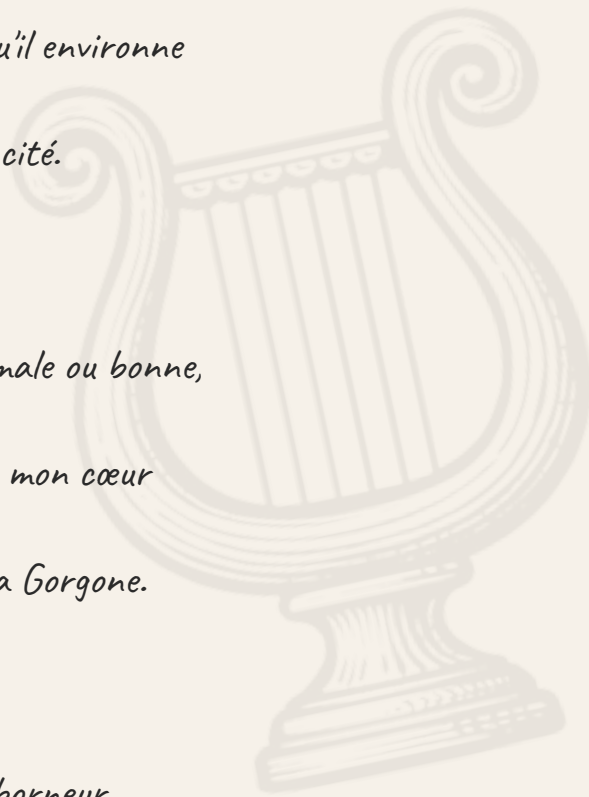 u'il environne
cité.
male ou bonne,
mon cœur
a Gorgone.